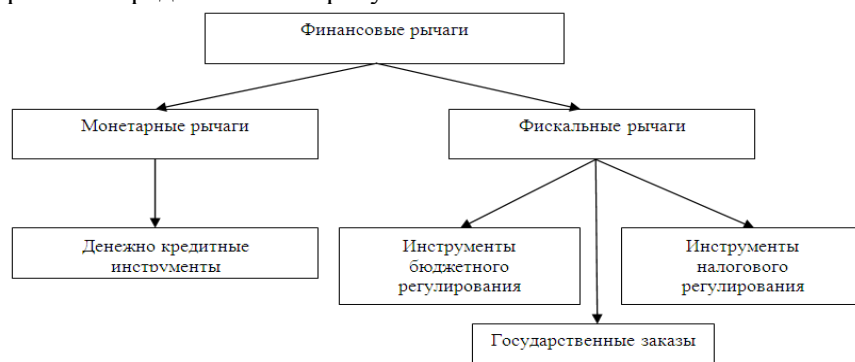 Финансовые рычаги
Монетарные рычаги
Фискальные рычаги
Денежно кредитные
инструменты
Инструменты
бюджетного
регулирования
Инструменты
налогового
регулирования
Государственные заказы